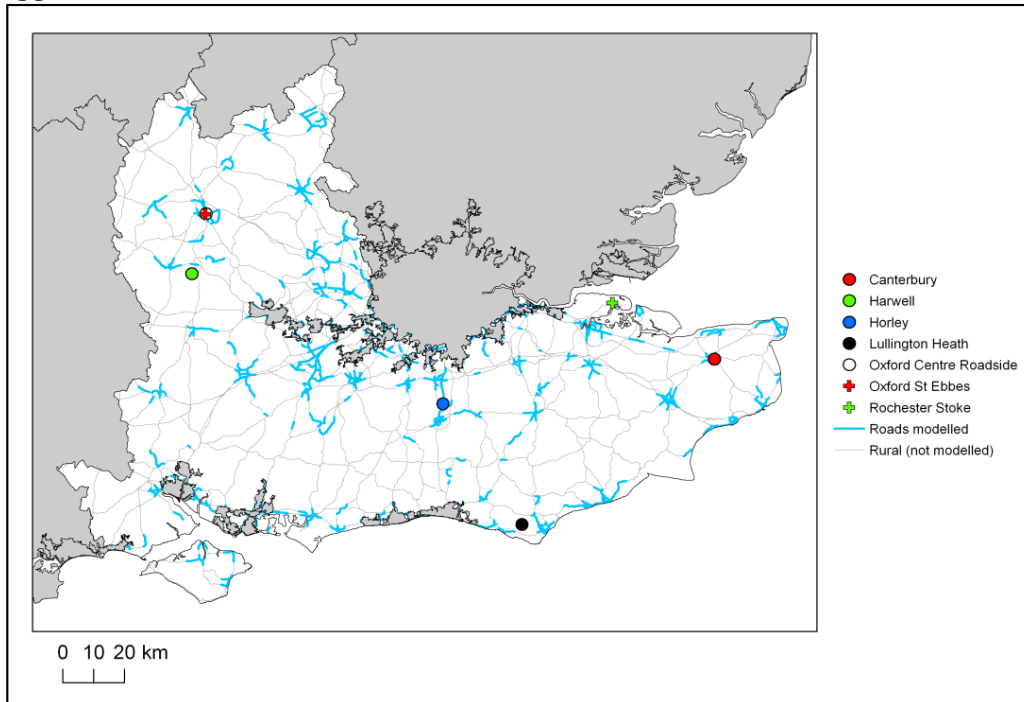 Canterbury
Harwell
Horley
Lullington Heath
Oxford Centre Roadside
Oxford St Ebbes
Rochester Stoke
Roads modelled
Rural (not modelled)
0 10 20 km